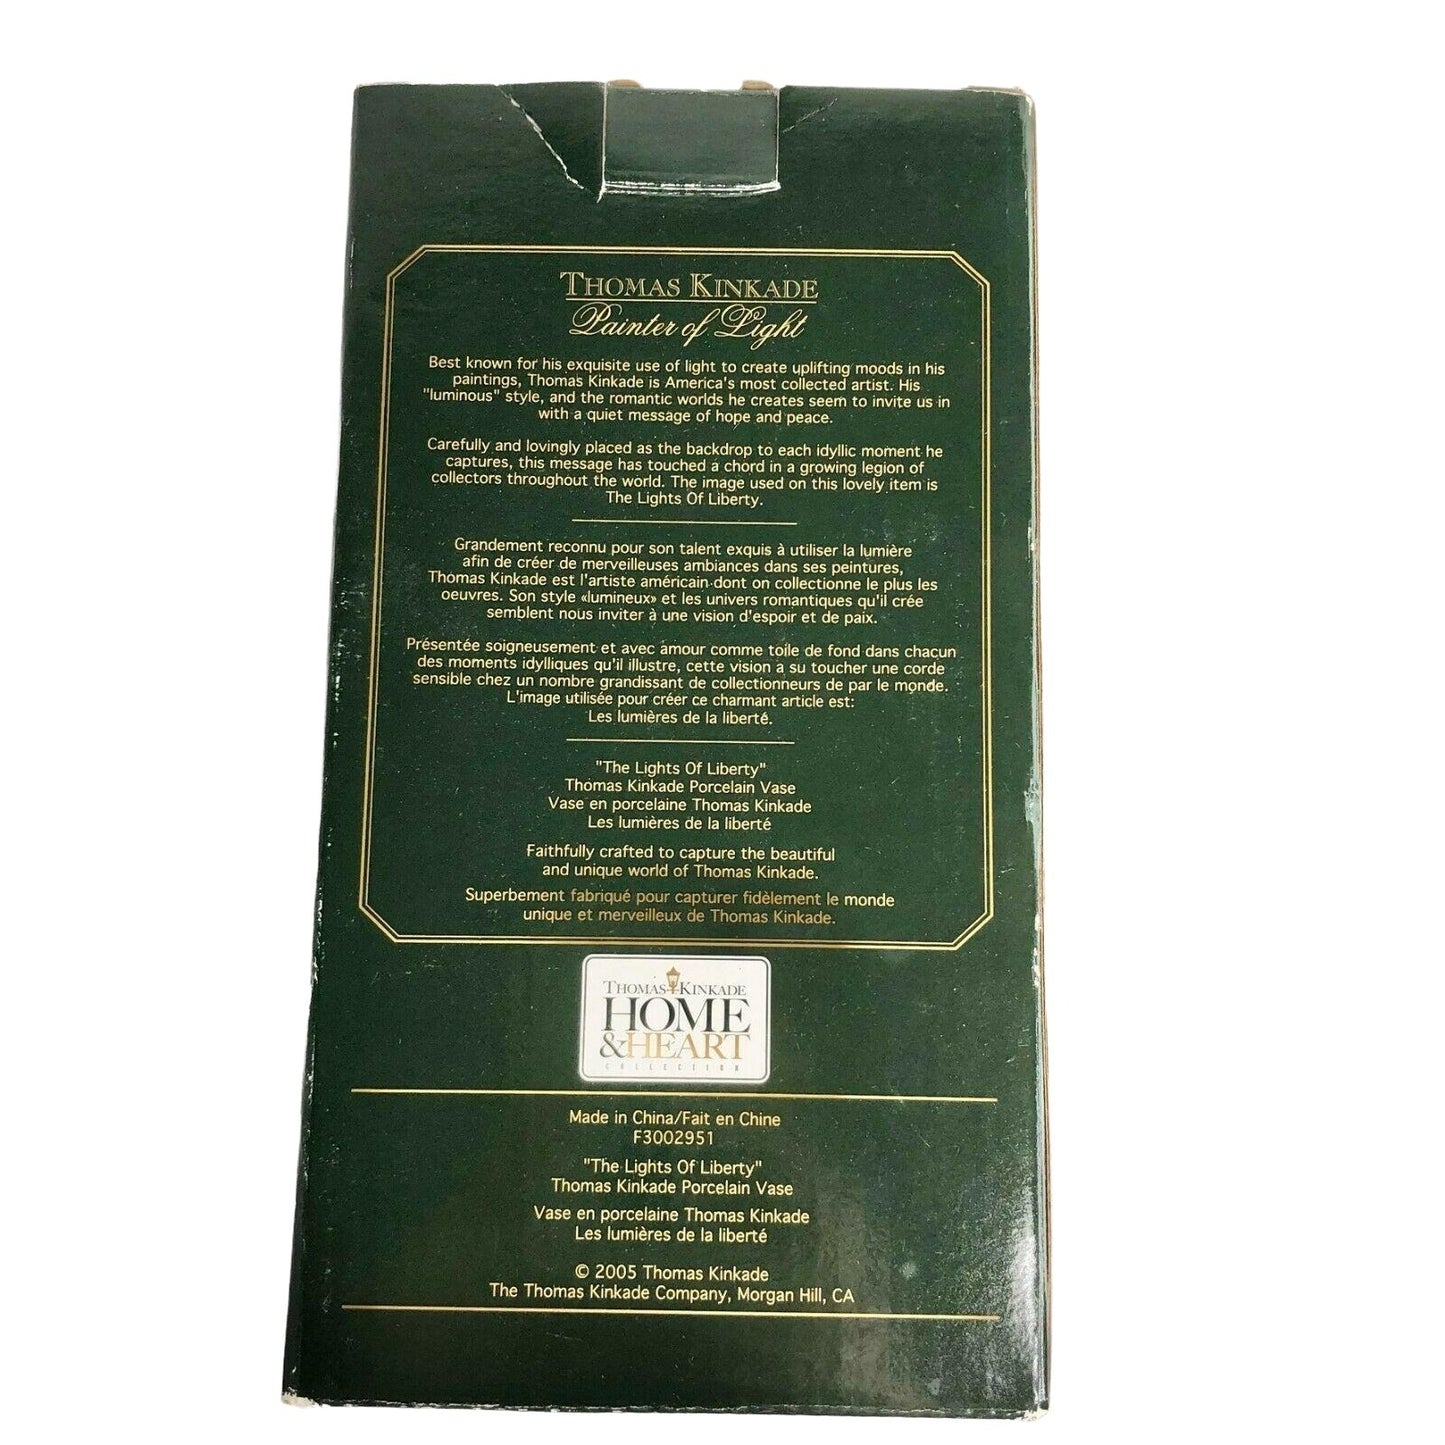 THOMAS KINKADE
Painter of Light
Best known for his exquisite use of light to create uplifting moods in his
paintings, Thomas Kinkade is America's most collected artist. His
"luminous" style, and the romantic worlds he creates seem to invite us in
with a quiet message of hope and peace.
Carefully and lovingly placed as the backdrop to each idyllic moment he
captures, this message has touched a chord in a growing legion of
collectors throughout the world. The image used on this lovely item is
The Lights Of Liberty.
Grandement reconnu pour son talent exquis à utiliser la lumière
afin de créer de merveilleuses ambiances dans ses peintures,
Thomas Kinkade est l'artiste américain dont on collectionne le plus les
oeuvres. Son style «lumineux» et les univers romantiques qu'il crée
semblent nous inviter à une vision d'espoir et de paix.
Présentée soigneusement et avec amour comme toile de fond dans chacun
des moments idylliques qu'il illustre, cette vision a su toucher une corde
sensible chez un nombre grandissant de collectionneurs de par le monde.
L'image utilisée pour créer ce charmant article est:
Les lumières de la liberté.
"The Lights Of Liberty"
Thomas Kinkade Porcelain Vase
Vase en porcelaine Thomas Kinkade
Les lumières de la liberté
Faithfully crafted to capture the beautiful
and unique world of Thomas Kinkade.
Superbement fabriqué pour capturer fidèlement le monde
unique et merveilleux de Thomas Kinkade.
THOMAS KINKADE
HOME
&HEART
COLLECTION
Made in China/Fait en Chine
F3002951
"The Lights Of Liberty"
Thomas Kinkade Porcelain Vase
Vase en porcelaine Thomas Kinkade
Les lumières de la liberté
© 2005 Thomas Kinkade
The Thomas Kinkade Company, Morgan Hill, CA